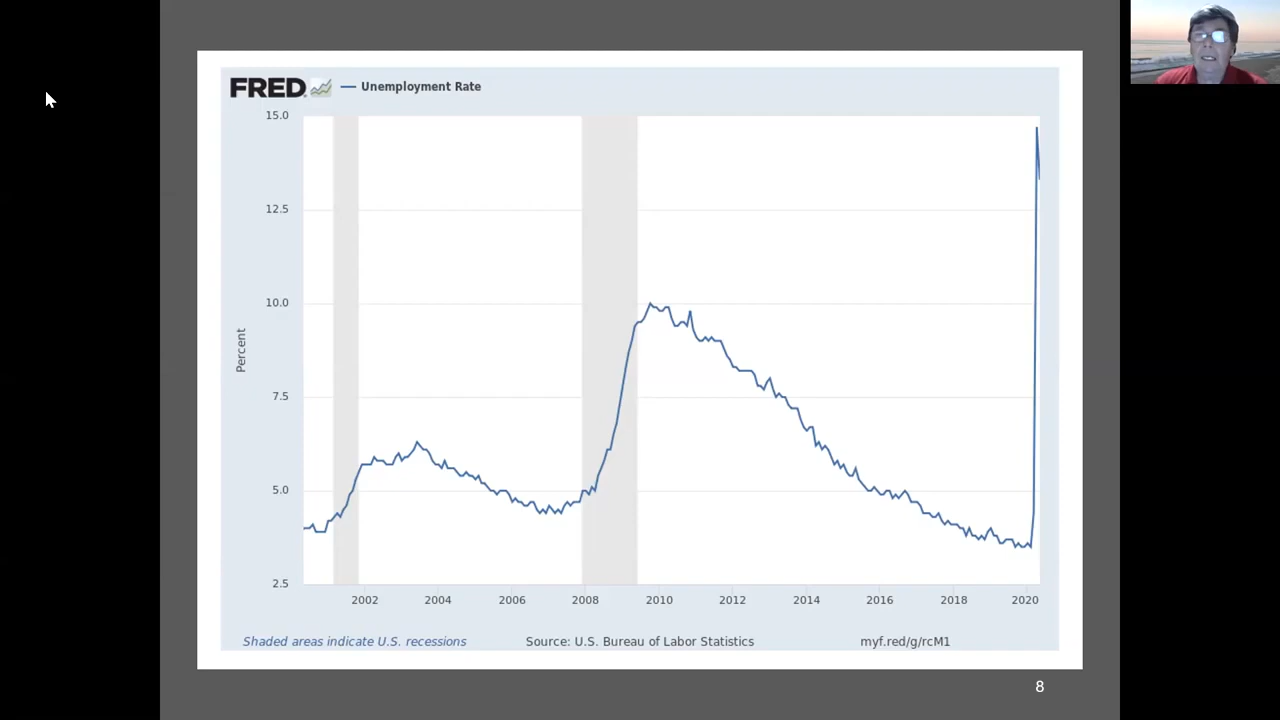 FRED
Unemployment Rate
15.0
12.5
10.0
7.5
5.0
2.5
Percent
2002 2004 2006 2008 2010 2012 2014 2016 2018 2020
Shaded areas indicate U.S. recessions Source: U.S. Bureau of Labor Statistics myf.red/g/rcM1
8